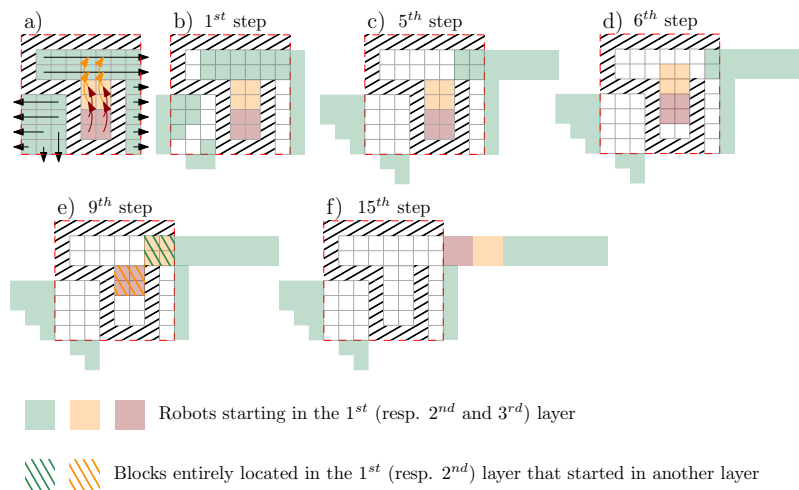 a)
b) 1st step
c) 5th step
d) 6th step
e) 9th step
f) 15th step
Robots starting in the 1st (resp. 2nd and 3rd) layer
Blocks entirely located in the 1st (resp. 2nd) layer that started in another layer